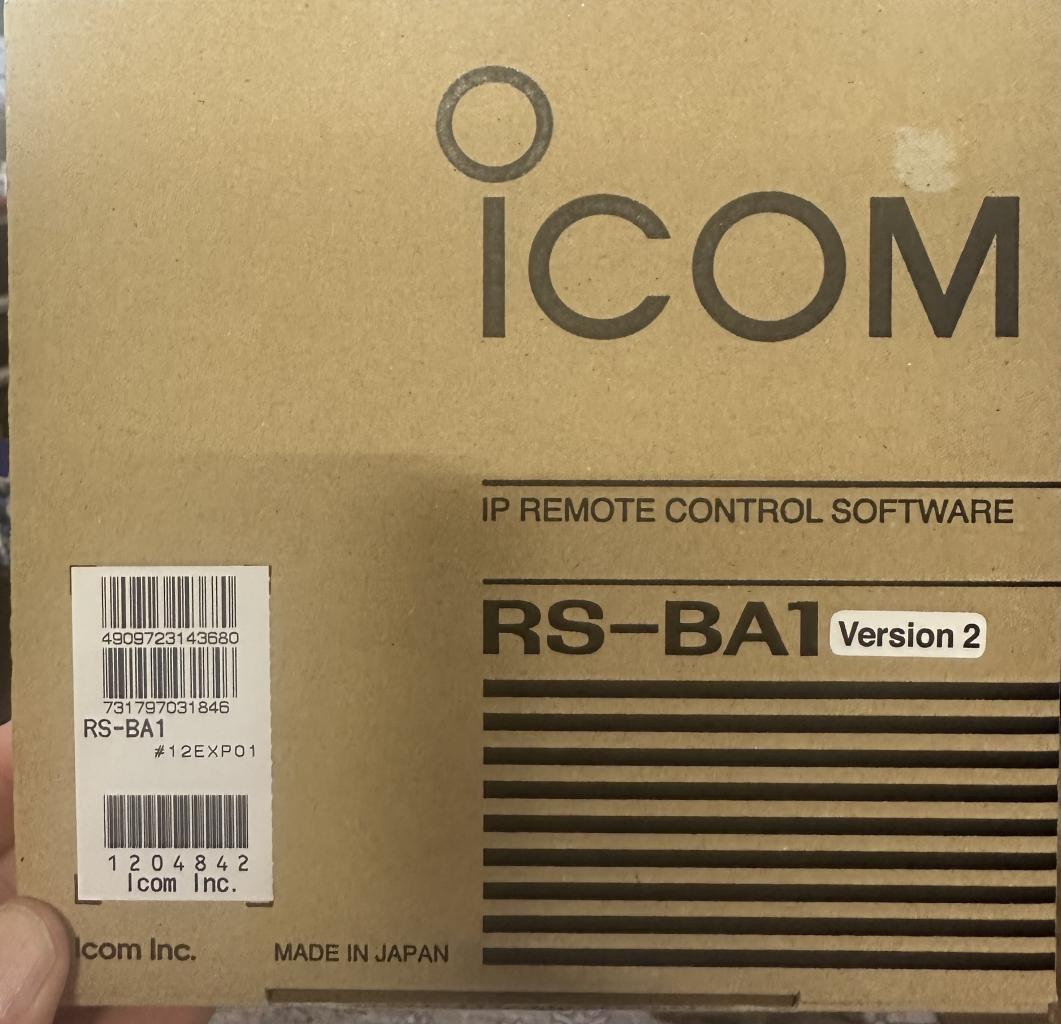 ICOM
IP REMOTE CONTROL SOFTWARE
RS-BA1 Version 2
4909723143680
731797031846
RS-BA1
#12EXP01
1204842
Icom Inc.
Icom Inc.
MADE IN JAPAN